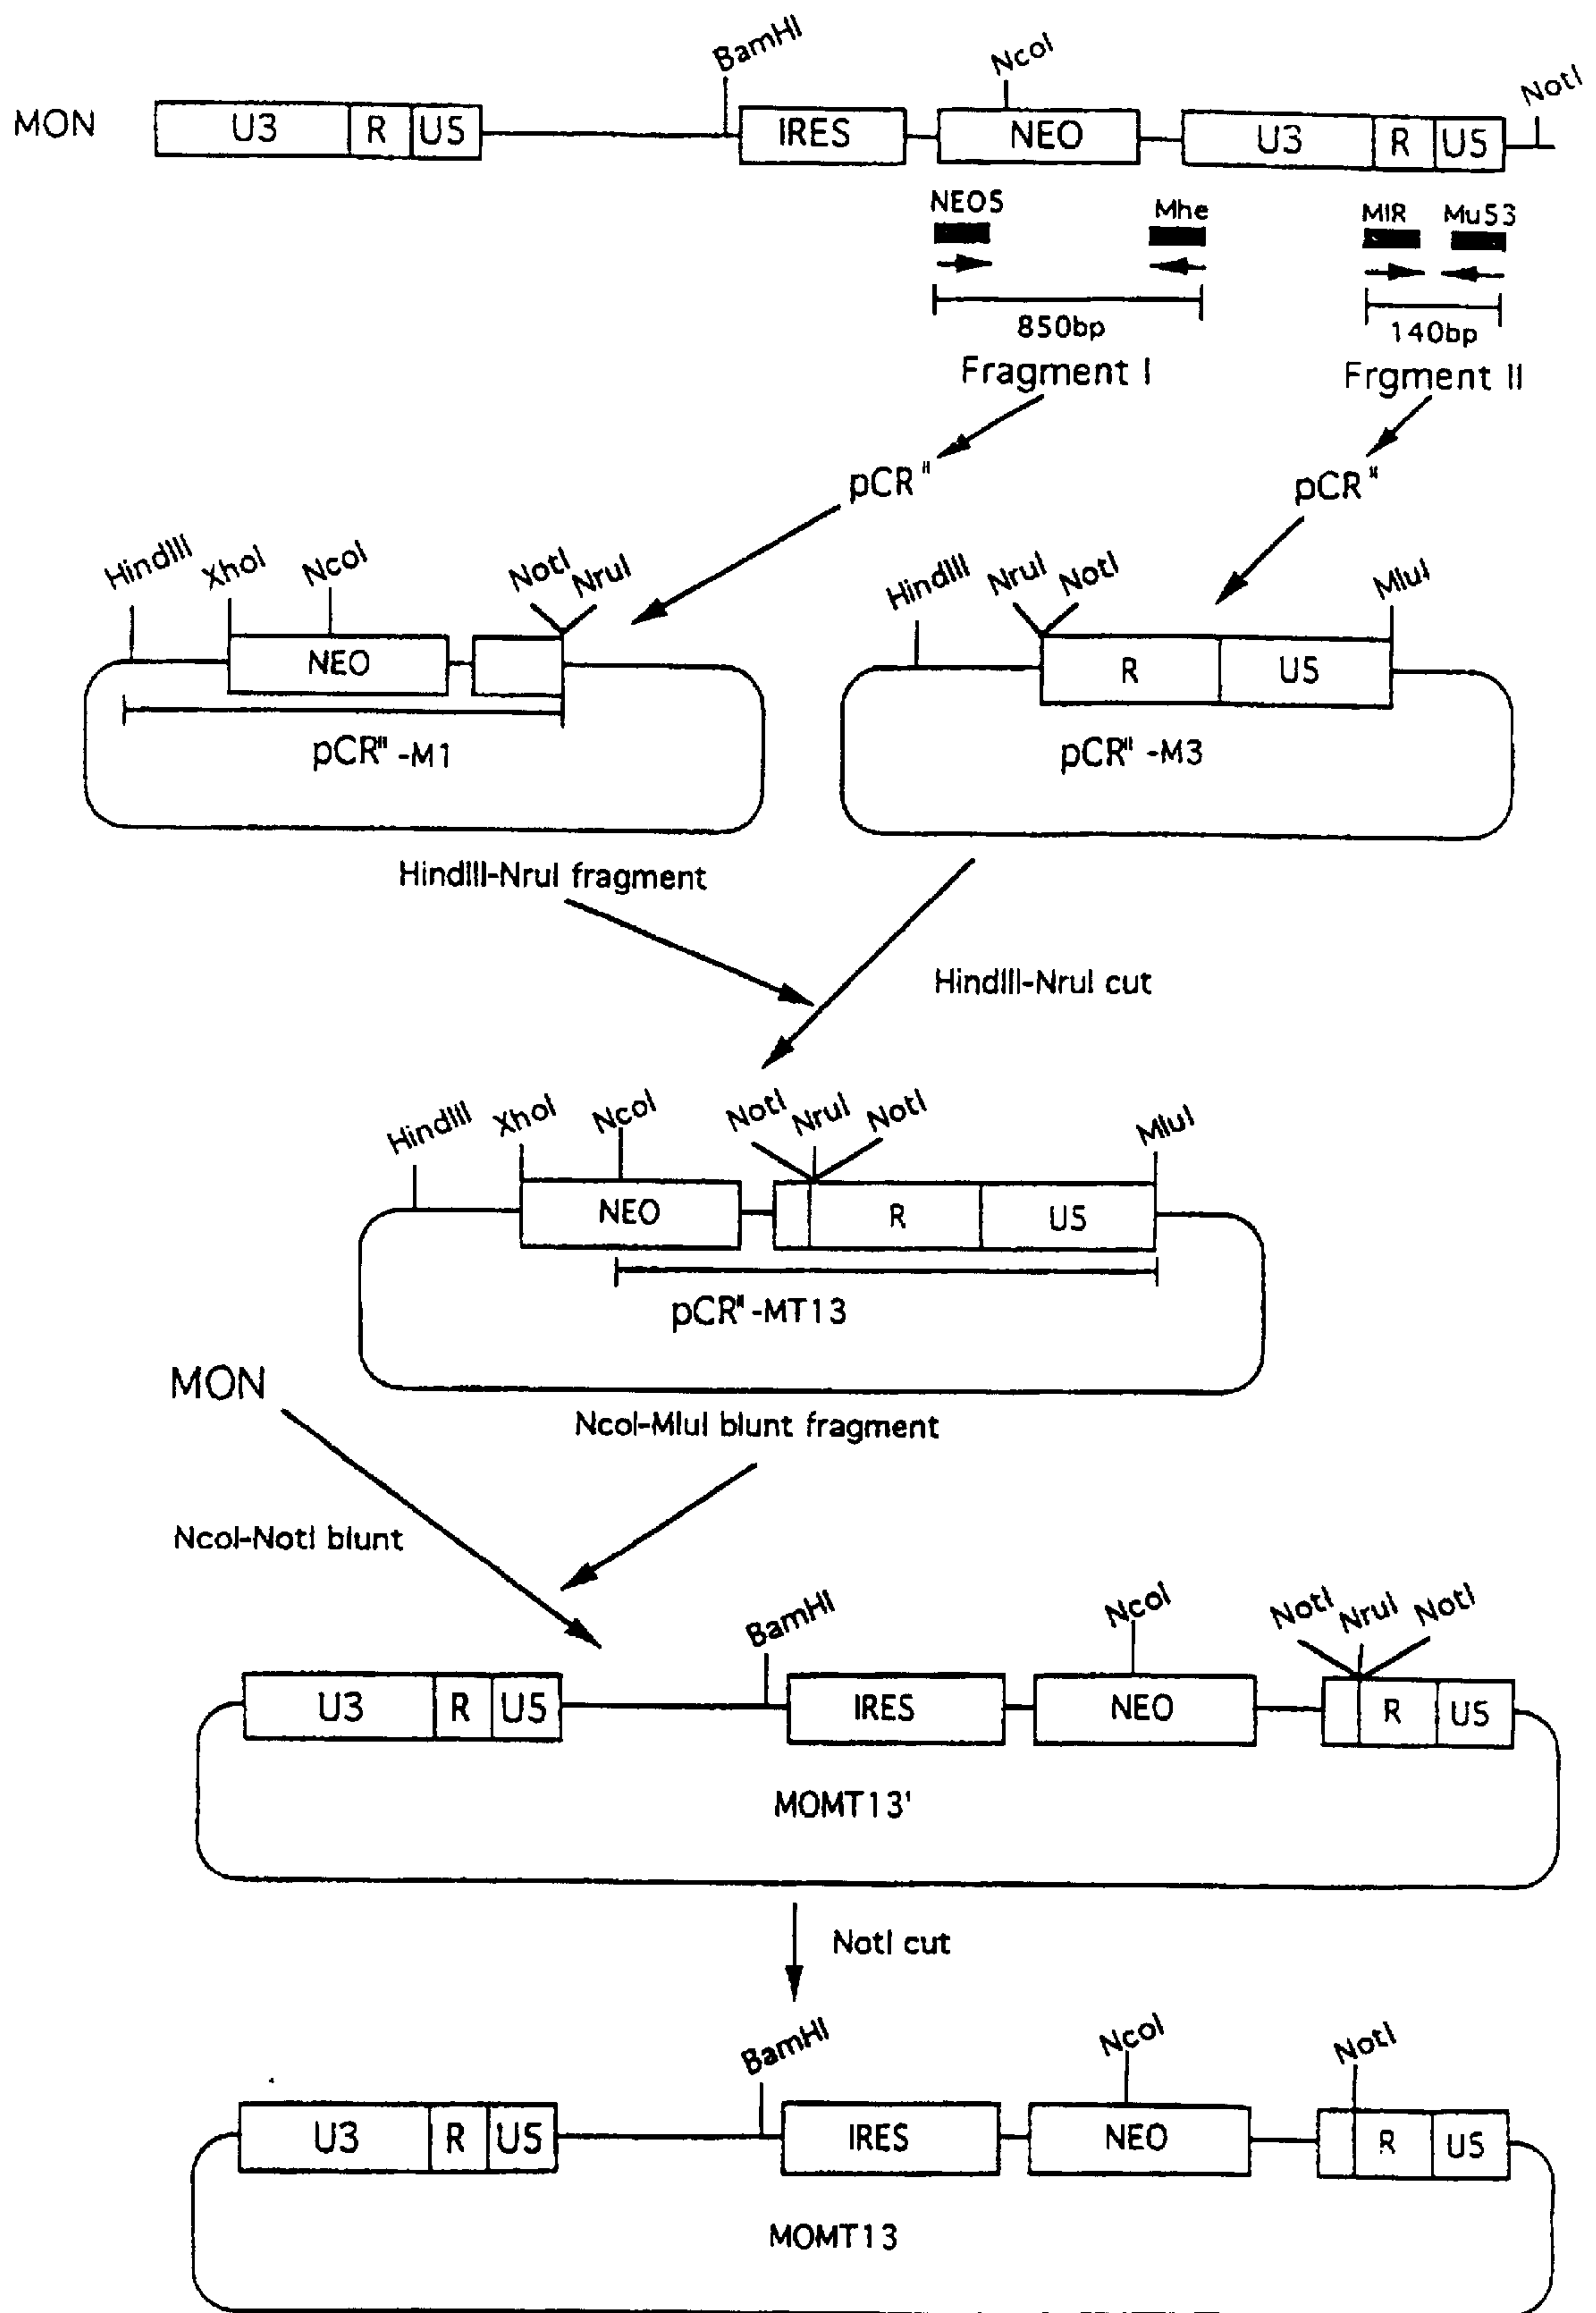 BamHI
NcoI
NotI
MON
U3 R U5
IRES
NEO
U3 R U5
NEO5
Mhe
MIR
Mu53
850bp
140bp
Fragment I
Frgment II
pCR"
pCR"
HindIII
XhoI
NcoI
NotI
NruI
HindIII
NruI
NotI
MluI
NEO
R U5
pCR"-M1
pCR"-M3
HindIII-NruI fragment
HindIII-NruI cut
HindIII
XhoI
NcoI
NotI
NruI
NotI
MluI
NEO
R U5
pCR"-MT13
MON
NcoI-MluI blunt fragment
NcoI-NotI blunt
BamHI
NcoI
NotI
NruI
NotI
U3 R U5
IRES
NEO
R U5
MOMT13'
NotI cut
BamHI
NcoI
NotI
U3 R U5
IRES
NEO
R U5
MOMT13